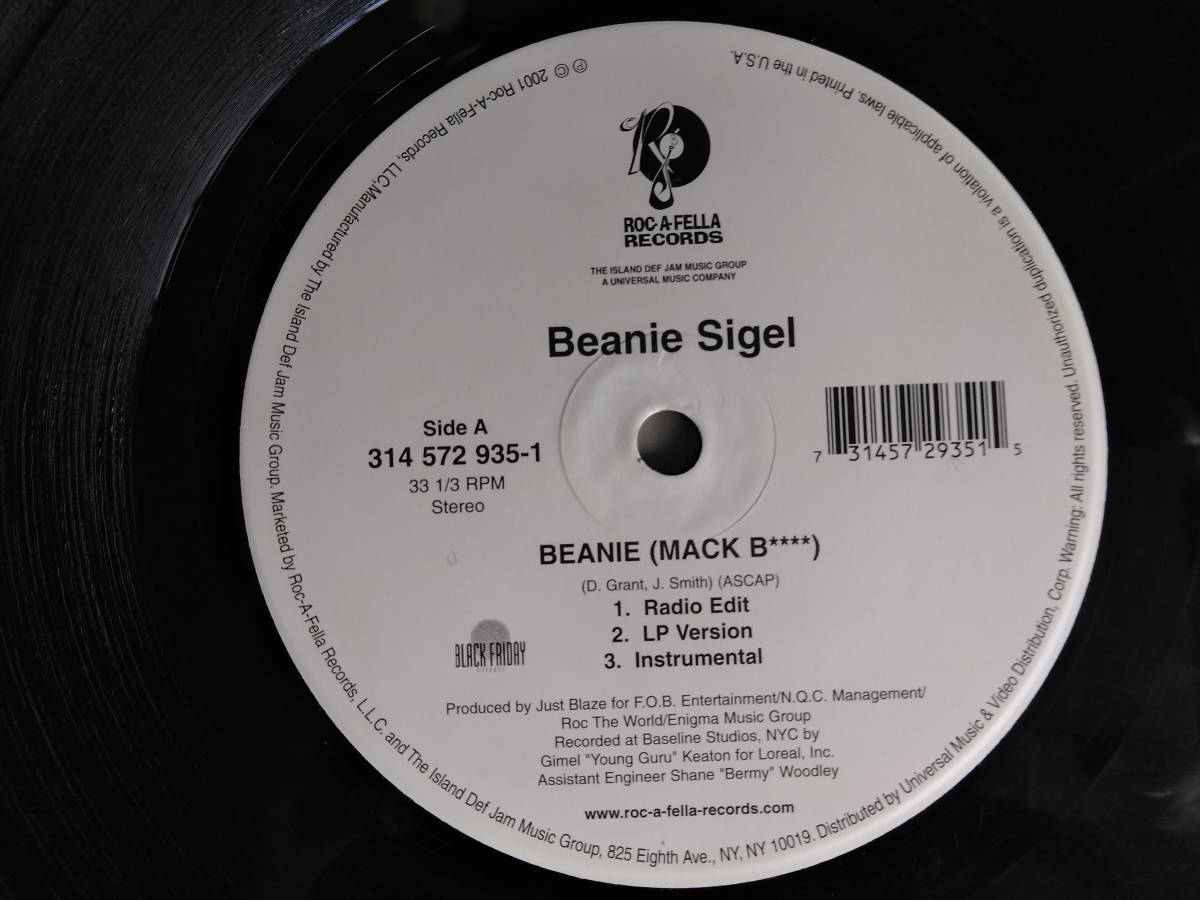 ROC-A-FELLA
RECORDS
THE ISLAND DEF JAM MUSIC GROUP
A UNIVERSAL MUSIC COMPANY
Beanie Sigel
Side A
314 572 935-1
33 1/3 RPM
Stereo
7 31457 29351 5
BEANIE (MACK B****)
(D. Grant, J. Smith) (ASCAP)
1. Radio Edit
2. LP Version
3. Instrumental
BLACK FRIDAY
Produced by Just Blaze for F.O.B. Entertainment/N.Q.C. Management/
Roc The World/Enigma Music Group
Recorded at Baseline Studios, NYC by
Gimel "Young Guru" Keaton for Loreal, Inc.
Assistant Engineer Shane "Bermy" Woodley
www.roc-a-fella-records.com
℗ © 2001 Roc-A-Fella Records, LLC,Manufactured by The Island Def Jam Music Group. Marketed by Roc-A-Fella Records, L.L.C. and The Island Def Jam Music Group, 825 Eighth Ave., NY, NY 10019. Distributed by Universal Music & Video Distribution, Corp. Warning: All rights reserved. Unauthorized duplication is a violation of applicable laws. Printed in the U.S.A.